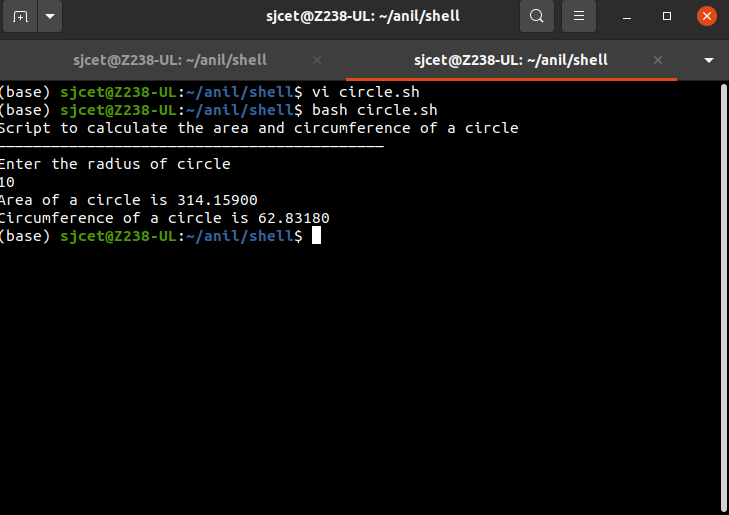 sjcet@Z238-UL: ~/anil/shell
sjcet@Z238-UL: ~/anil/shell
sjcet@Z238-UL: ~/anil/shell
(base) sjcet@Z238-UL:~/anil/shell$ vi circle.sh
(base) sjcet@Z238-UL:~/anil/shell$ bash circle.sh
Script to calculate the area and circumference of a circle
Enter the radius of circle
10
Area of a circle is 314.15900
Circumference of a circle is 62.83180
(base) sjcet@Z238-UL:~/anil/shell$